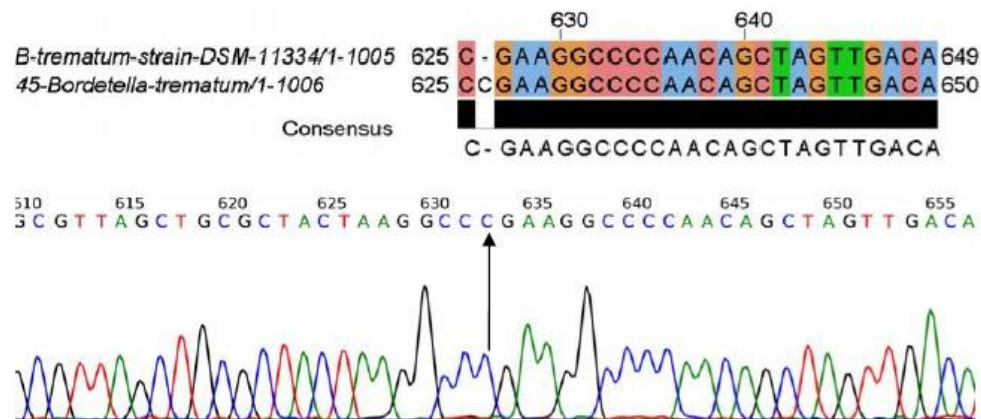 630 640
B-trematum-strain-DSM-11334/1-1005 625 C-GAAGGCCCCAACAGCTAGTTGACA 649
45-Bordetella-trematum/1-1006 625 CCGAAGGCCCCAACAGCTAGTTGACA 650
Consensus
C-GAAGGCCCCAACAGCTAGTTGACA
610 615 620 625 630 635 640 645 650 655
G C G T T A G C T G C G C T A C T A A G G C C C G A A G G C C C C A A C A G C T A G T T G A C A